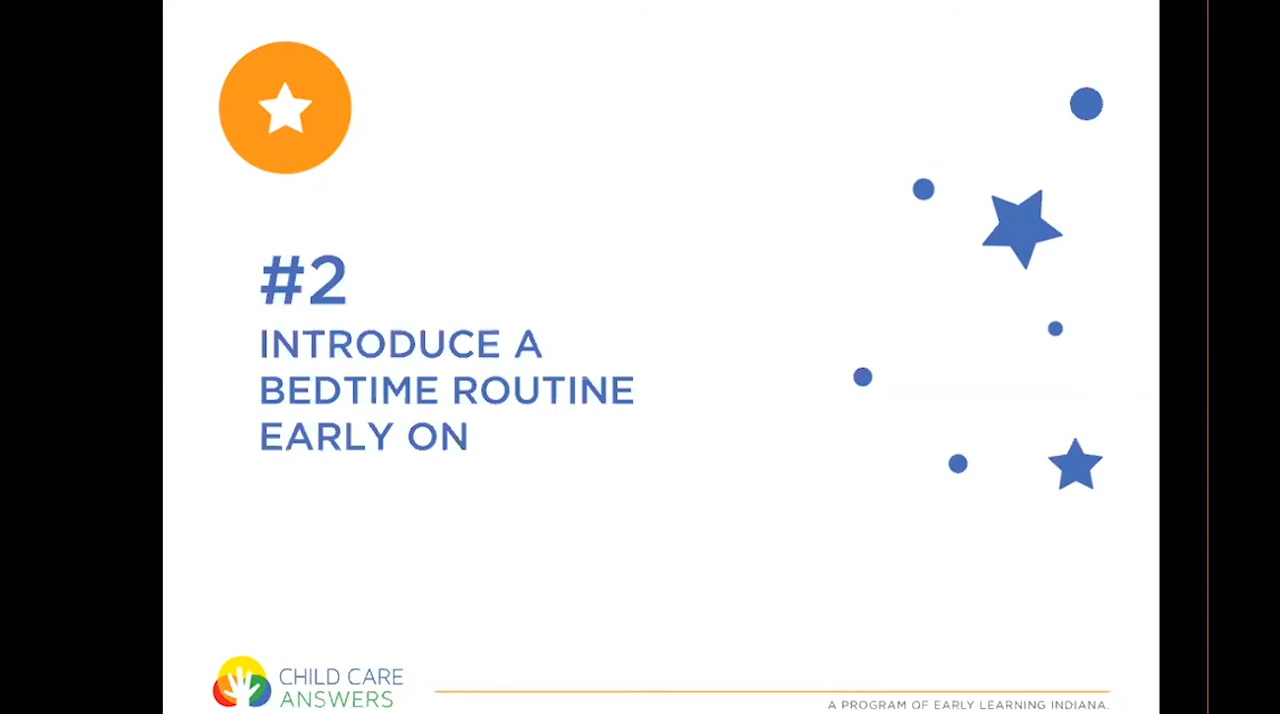 #2
INTRODUCE A
BEDTIME ROUTINE
EARLY ON
CHILD CARE
ANSWERS
A PROGRAM OF EARLY LEARNING INDIANA.